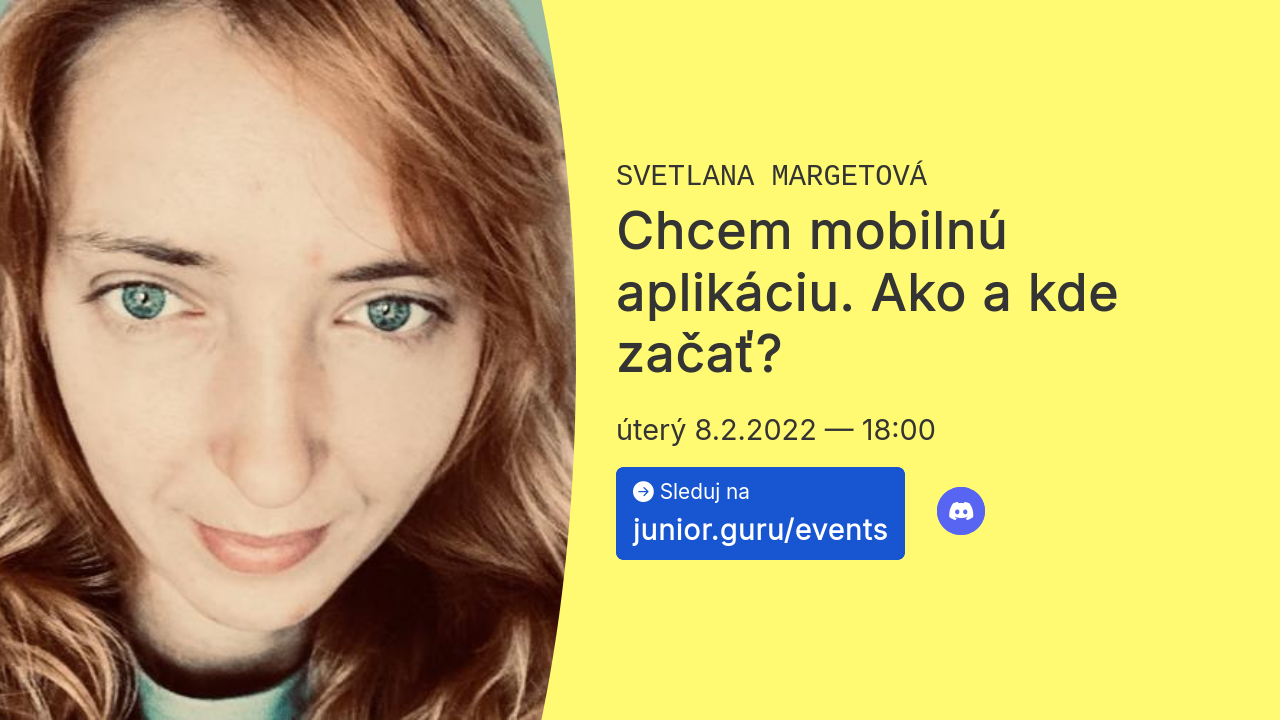 SVETLANA MARGETOVÁ
Chcem mobilnú
aplikáciu. Ako a kde
začať?
úterý 8.2.2022 — 18:00
Sleduj na
junior.guru/events